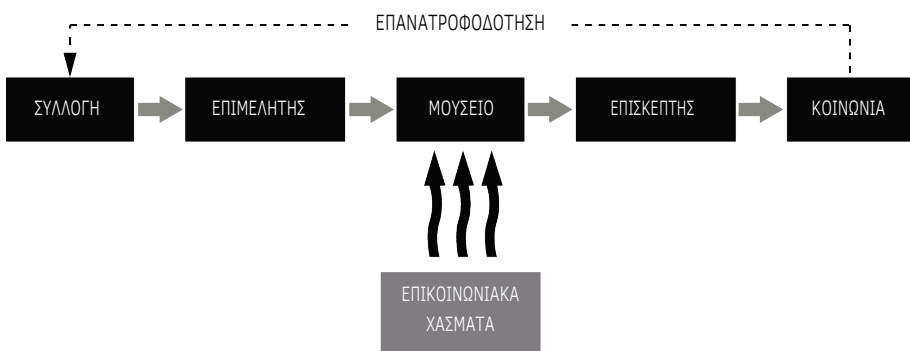 ΕΠΑΝΑΤΡΟΦΟΔΟΤΗΣΗ
ΣΥΛΛΟΓΗ
ΕΠΙΜΕΛΗΤΗΣ
ΜΟΥΣΕΙΟ
ΕΠΙΣΚΕΠΤΗΣ
ΚΟΙΝΩΝΙΑ
ΕΠΙΚΟΙΝΩΝΙΑΚΑ
ΧΑΣΜΑΤΑ